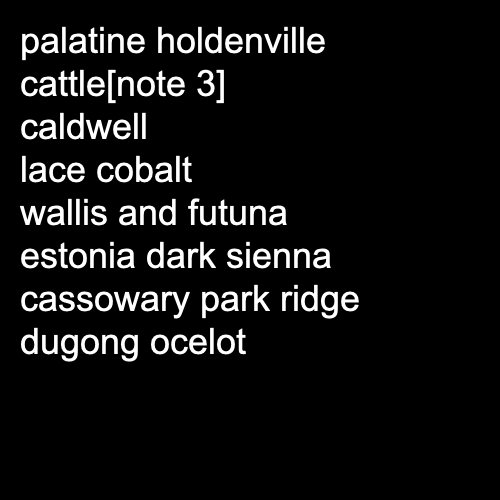 palatine holdenville
cattle[note 3]
caldwell
lace cobalt
wallis and futuna
estonia dark sienna
cassowary park ridge
dugong ocelot